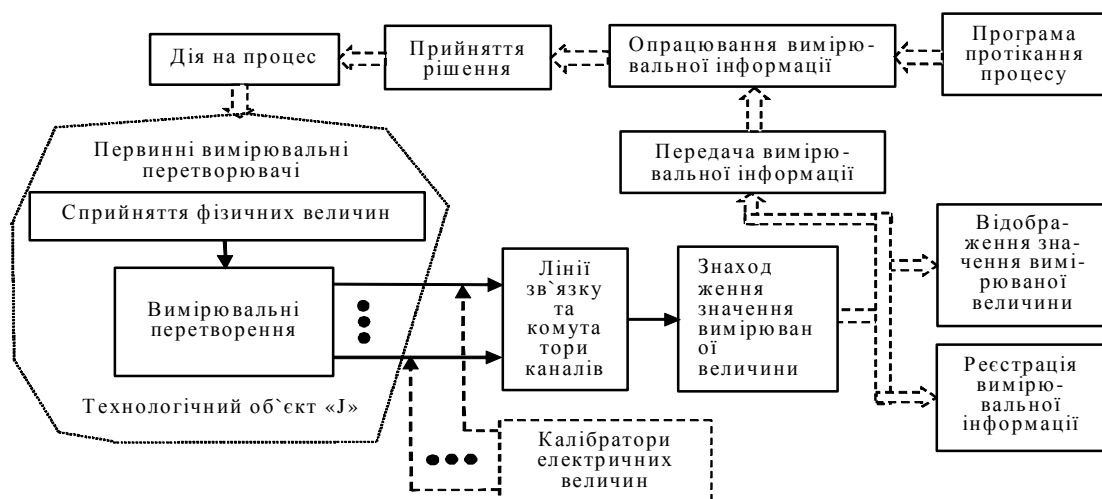 Дія на процес
Прийняття
рішення
Опрацювання вимірю-
вальної інформації
Програма
протікання
процесу
Первинні вимірювальні
перетворювачі
Передача вимірю-
вальної інформації
Сприйняття фізичних величин
Вимірювальні
перетворення
Лінії
зв`язку
та
комута
тори
каналів
Знаход
ження
значення
вимірюван
ої
величини
Відобра-
ження зна-
чення вимі-
рюваної
величини
Реєстрація
вимірю-
вальної
інформації
Технологічний об`єкт «J»
Калібратори
електричних
величин